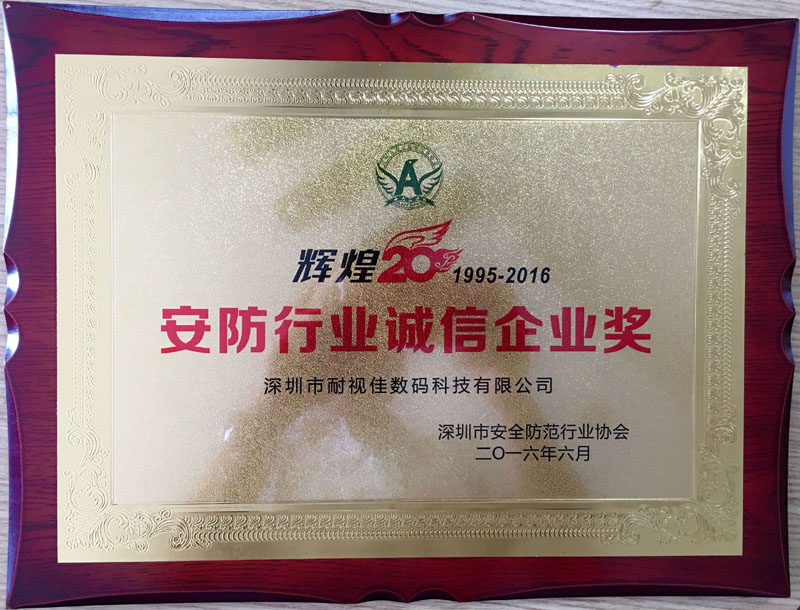 A
辉煌20年 1995-2016
安防行业诚信企业奖
深圳市耐视佳数码科技有限公司
深圳市安全防范行业协会
二〇一六年六月